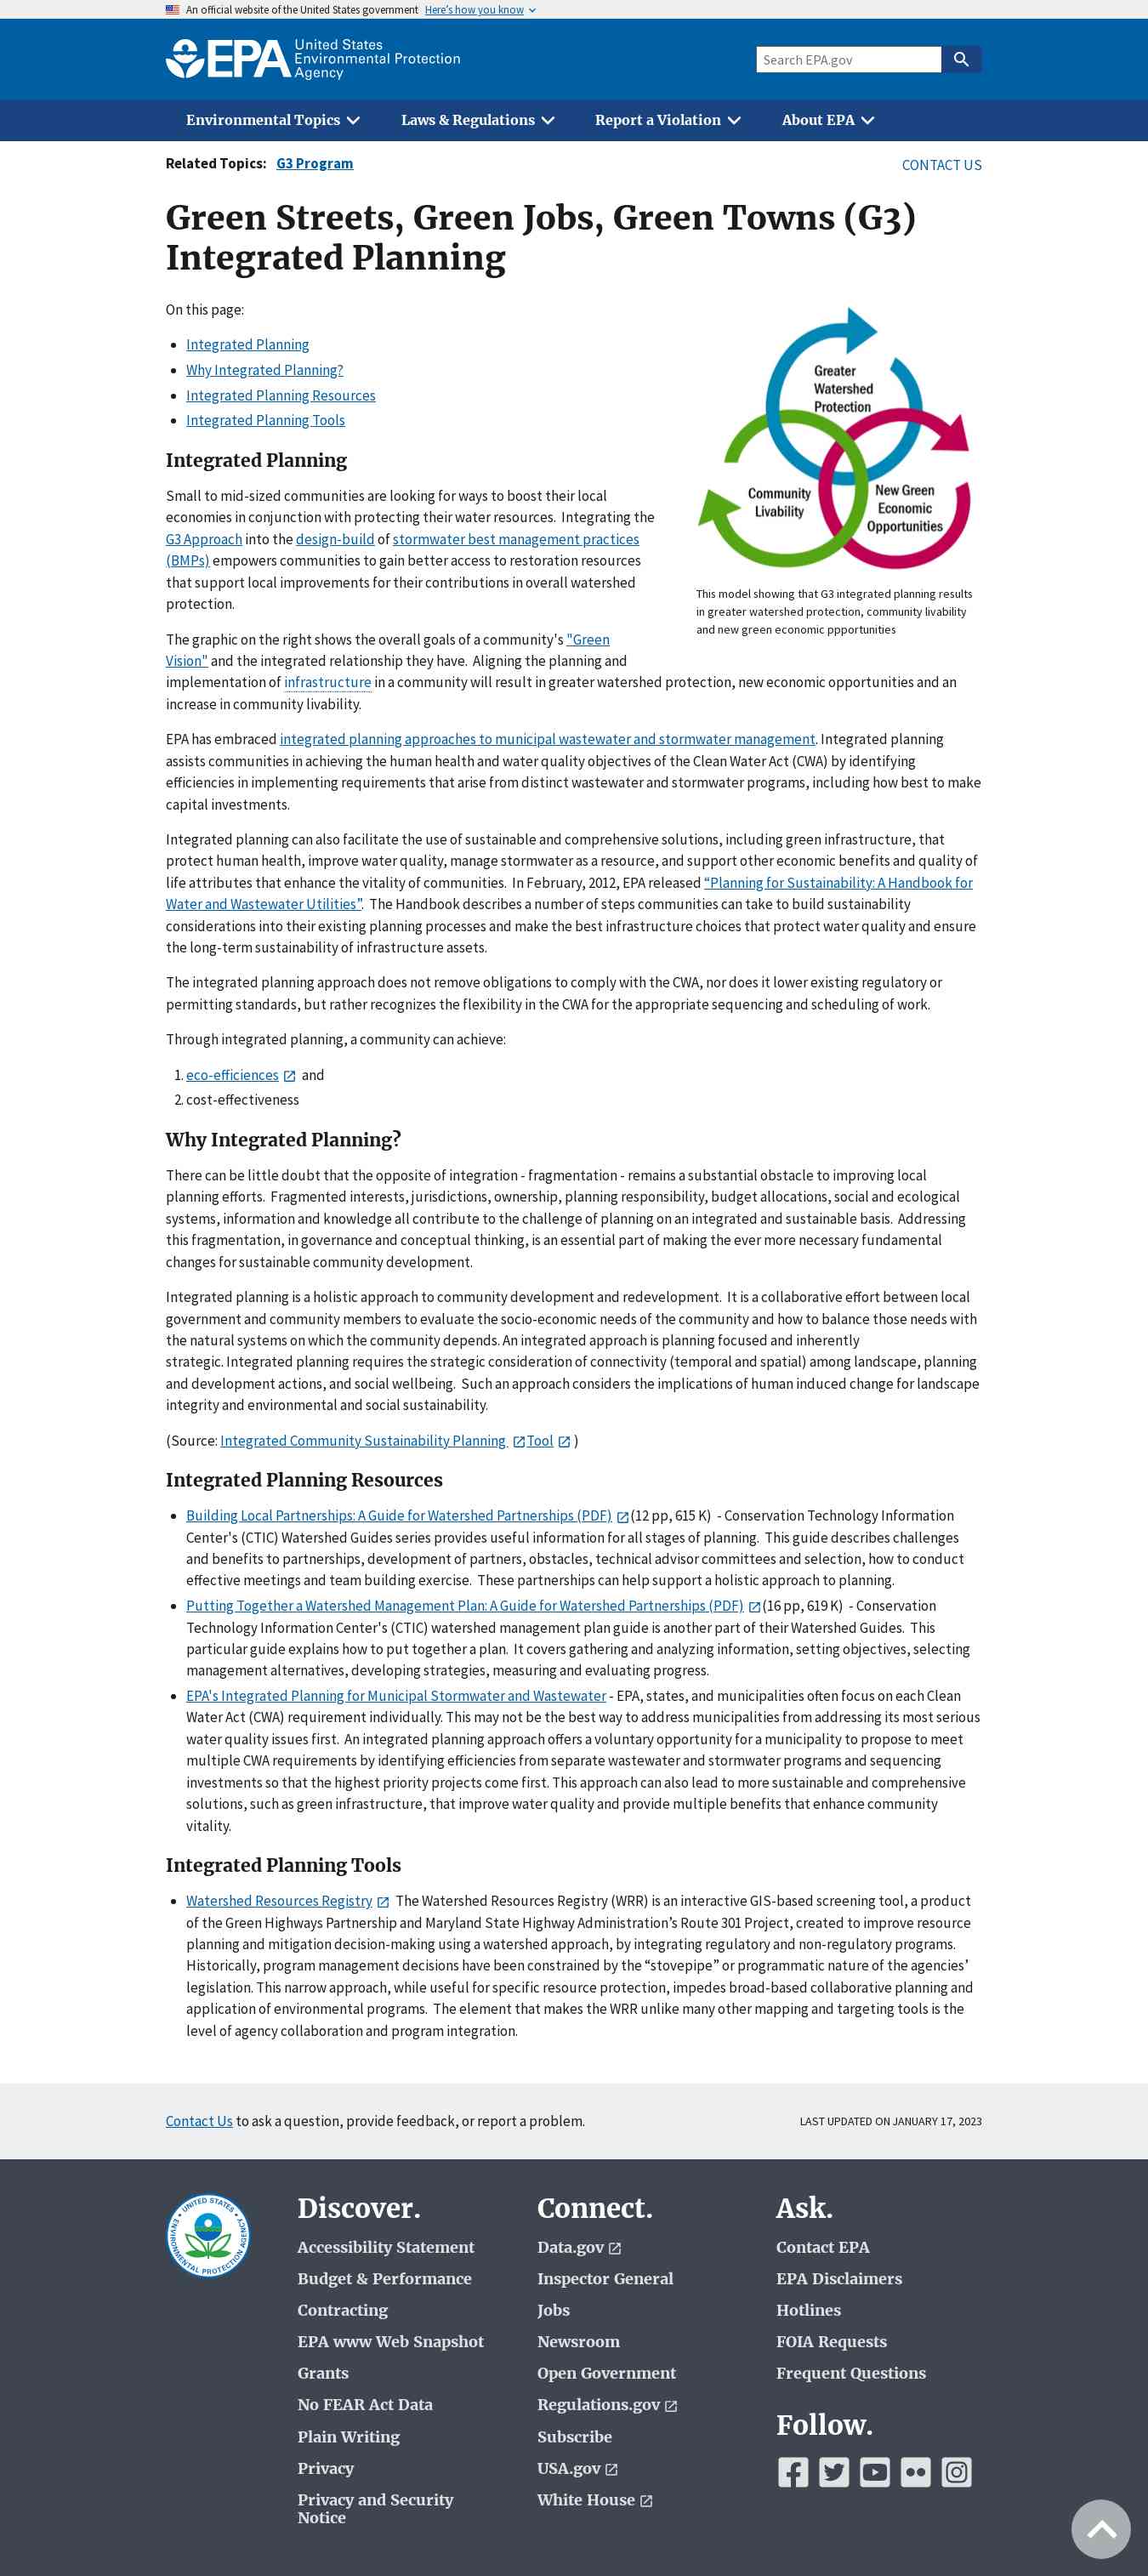 An official website of the United States government Here's how you know
EPA United States
Environmental Protection
Agency
Search EPA.gov
Environmental Topics Laws & Regulations Report a Violation About EPA
Related Topics: G3 Program
CONTACT US
Green Streets, Green Jobs, Green Towns (G3)
Integrated Planning
On this page:
Integrated Planning
Why Integrated Planning?
Integrated Planning Resources
Integrated Planning Tools
Greater
Watershed
Protection
Community
Livability
New Green
Economic
Opportunities
This model showing that G3 integrated planning results
in greater watershed protection, community livability
and new green economic ppportunities
Integrated Planning
Small to mid-sized communities are looking for ways to boost their local
economies in conjunction with protecting their water resources. Integrating the
G3 Approach into the design-build of stormwater best management practices
(BMPs) empowers communities to gain better access to restoration resources
that support local improvements for their contributions in overall watershed
protection.
The graphic on the right shows the overall goals of a community's "Green
Vision" and the integrated relationship they have. Aligning the planning and
implementation of infrastructure in a community will result in greater watershed protection, new economic opportunities and an
increase in community livability.
EPA has embraced integrated planning approaches to municipal wastewater and stormwater management. Integrated planning
assists communities in achieving the human health and water quality objectives of the Clean Water Act (CWA) by identifying
efficiencies in implementing requirements that arise from distinct wastewater and stormwater programs, including how best to make
capital investments.
Integrated planning can also facilitate the use of sustainable and comprehensive solutions, including green infrastructure, that
protect human health, improve water quality, manage stormwater as a resource, and support other economic benefits and quality of
life attributes that enhance the vitality of communities. In February, 2012, EPA released “Planning for Sustainability: A Handbook for
Water and Wastewater Utilities”. The Handbook describes a number of steps communities can take to build sustainability
considerations into their existing planning processes and make the best infrastructure choices that protect water quality and ensure
the long-term sustainability of infrastructure assets.
The integrated planning approach does not remove obligations to comply with the CWA, nor does it lower existing regulatory or
permitting standards, but rather recognizes the flexibility in the CWA for the appropriate sequencing and scheduling of work.
Through integrated planning, a community can achieve:
1. eco-efficiences and
2. cost-effectiveness
Why Integrated Planning?
There can be little doubt that the opposite of integration - fragmentation - remains a substantial obstacle to improving local
planning efforts. Fragmented interests, jurisdictions, ownership, planning responsibility, budget allocations, social and ecological
systems, information and knowledge all contribute to the challenge of planning on an integrated and sustainable basis. Addressing
this fragmentation, in governance and conceptual thinking, is an essential part of making the ever more necessary fundamental
changes for sustainable community development.
Integrated planning is a holistic approach to community development and redevelopment. It is a collaborative effort between local
government and community members to evaluate the socio-economic needs of the community and how to balance those needs with
the natural systems on which the community depends. An integrated approach is planning focused and inherently
strategic. Integrated planning requires the strategic consideration of connectivity (temporal and spatial) among landscape, planning
and development actions, and social wellbeing. Such an approach considers the implications of human induced change for landscape
integrity and environmental and social sustainability.
(Source: Integrated Community Sustainability Planning Tool )
Integrated Planning Resources
Building Local Partnerships: A Guide for Watershed Partnerships (PDF) (12 pp, 615 K) - Conservation Technology Information
Center's (CTIC) Watershed Guides series provides useful information for all stages of planning. This guide describes challenges
and benefits to partnerships, development of partners, obstacles, technical advisor committees and selection, how to conduct
effective meetings and team building exercise. These partnerships can help support a holistic approach to planning.
Putting Together a Watershed Management Plan: A Guide for Watershed Partnerships (PDF) (16 pp, 619 K) - Conservation
Technology Information Center's (CTIC) watershed management plan guide is another part of their Watershed Guides. This
particular guide explains how to put together a plan. It covers gathering and analyzing information, setting objectives, selecting
management alternatives, developing strategies, measuring and evaluating progress.
EPA's Integrated Planning for Municipal Stormwater and Wastewater - EPA, states, and municipalities often focus on each Clean
Water Act (CWA) requirement individually. This may not be the best way to address municipalities from addressing its most serious
water quality issues first. An integrated planning approach offers a voluntary opportunity for a municipality to propose to meet
multiple CWA requirements by identifying efficiencies from separate wastewater and stormwater programs and sequencing
investments so that the highest priority projects come first. This approach can also lead to more sustainable and comprehensive
solutions, such as green infrastructure, that improve water quality and provide multiple benefits that enhance community
vitality.
Integrated Planning Tools
Watershed Resources Registry The Watershed Resources Registry (WRR) is an interactive GIS-based screening tool, a product
of the Green Highways Partnership and Maryland State Highway Administration’s Route 301 Project, created to improve resource
planning and mitigation decision-making using a watershed approach, by integrating regulatory and non-regulatory programs.
Historically, program management decisions have been constrained by the “stovepipe” or programmatic nature of the agencies’
legislation. This narrow approach, while useful for specific resource protection, impedes broad-based collaborative planning and
application of environmental programs. The element that makes the WRR unlike many other mapping and targeting tools is the
level of agency collaboration and program integration.
Contact Us to ask a question, provide feedback, or report a problem.
LAST UPDATED ON JANUARY 17, 2023
UNITED STATES
ENVIRONMENTAL PROTECTION AGENCY
Discover.
Accessibility Statement
Budget & Performance
Contracting
EPA www Web Snapshot
Grants
No FEAR Act Data
Plain Writing
Privacy
Privacy and Security
Notice
Connect.
Data.gov
Inspector General
Jobs
Newsroom
Open Government
Regulations.gov
Subscribe
USA.gov
White House
Ask.
Contact EPA
EPA Disclaimers
Hotlines
FOIA Requests
Frequent Questions
Follow.